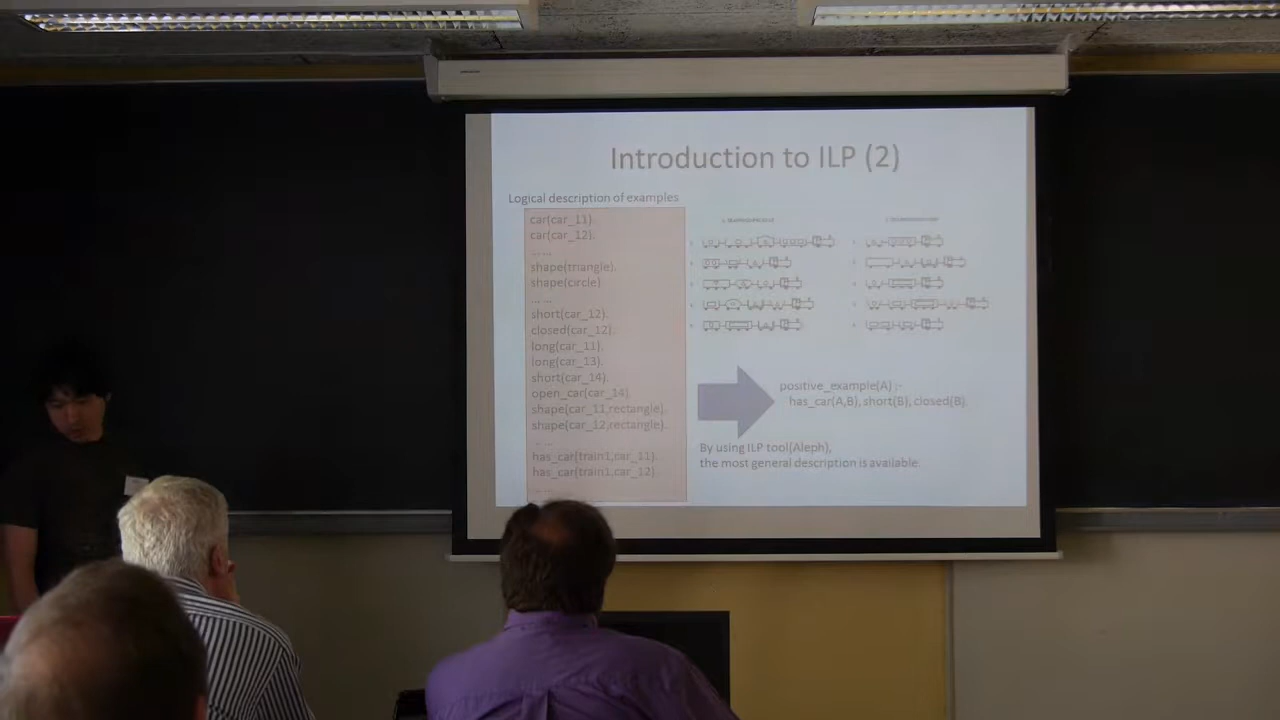 Introduction to ILP (2)
Logical description of examples
car(car_11).
car(car_12).
... ...
shape(triangle).
shape(circle)
... ...
short(car_12).
closed(car_12).
long(car_11).
long(car_13).
short(car_14).
open_car(car_14)
shape(car_11,rectangle).
shape(car_12,rectangle).
... ...
has_car(train1,car_11).
has_car(train1,car_12).
... ...
positive_example(A) :-
has_car(A,B), short(B), closed(B).
By using ILP tool(Aleph),
the most general description is available.